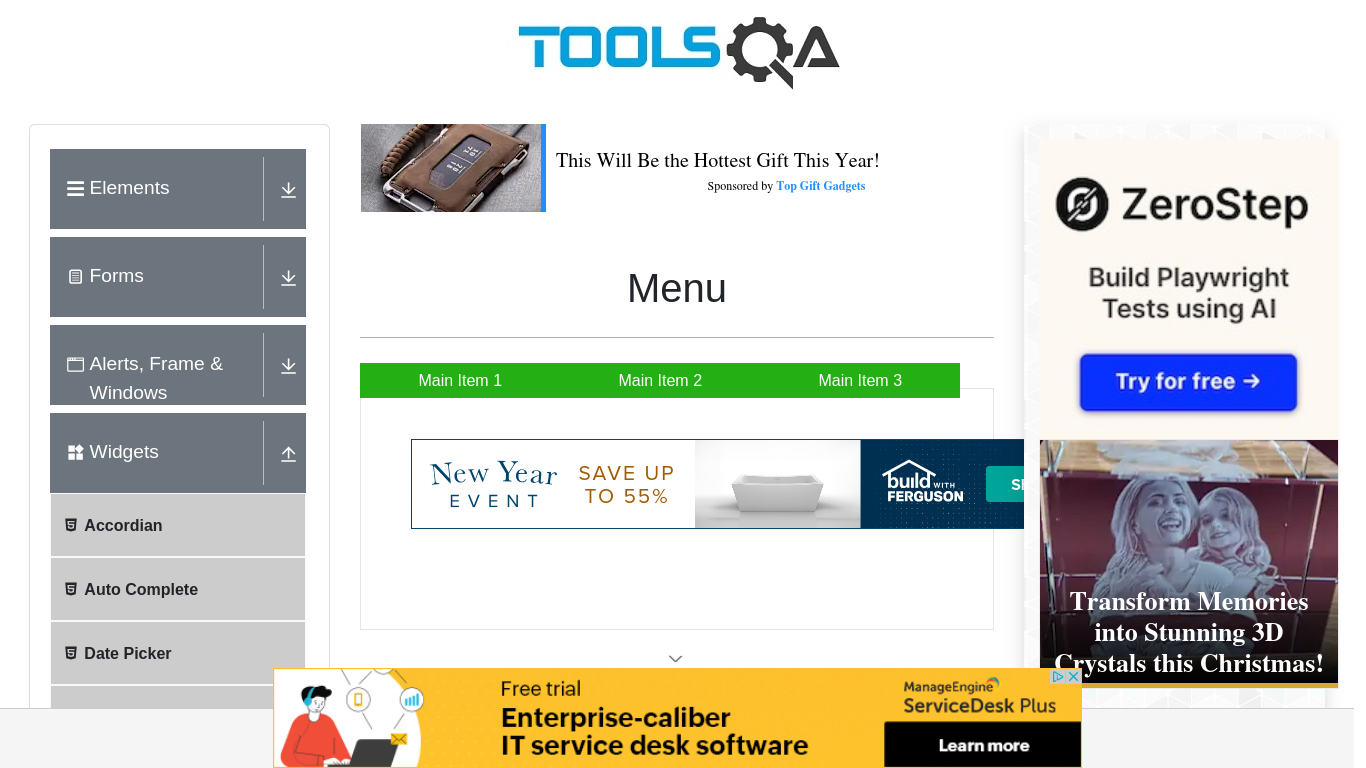 TOOLSQA
Elements
Forms
Alerts, Frame &
Windows
Widgets
Accordian
Auto Complete
Date Picker
This Will Be the Hottest Gift This Year!
Sponsored by Top Gift Gadgets
Menu
Main Item 1
Main Item 2
Main Item 3
New Year
EVENT
SAVE UP
TO 55%
build WITH
FERGUSON
ZeroStep
Build Playwright
Tests using AI
Try for free →
Transform Memories
into Stunning 3D
Crystals this Christmas!
Free trial
Enterprise-caliber
IT service desk software
ManageEngine
ServiceDesk Plus
Learn more